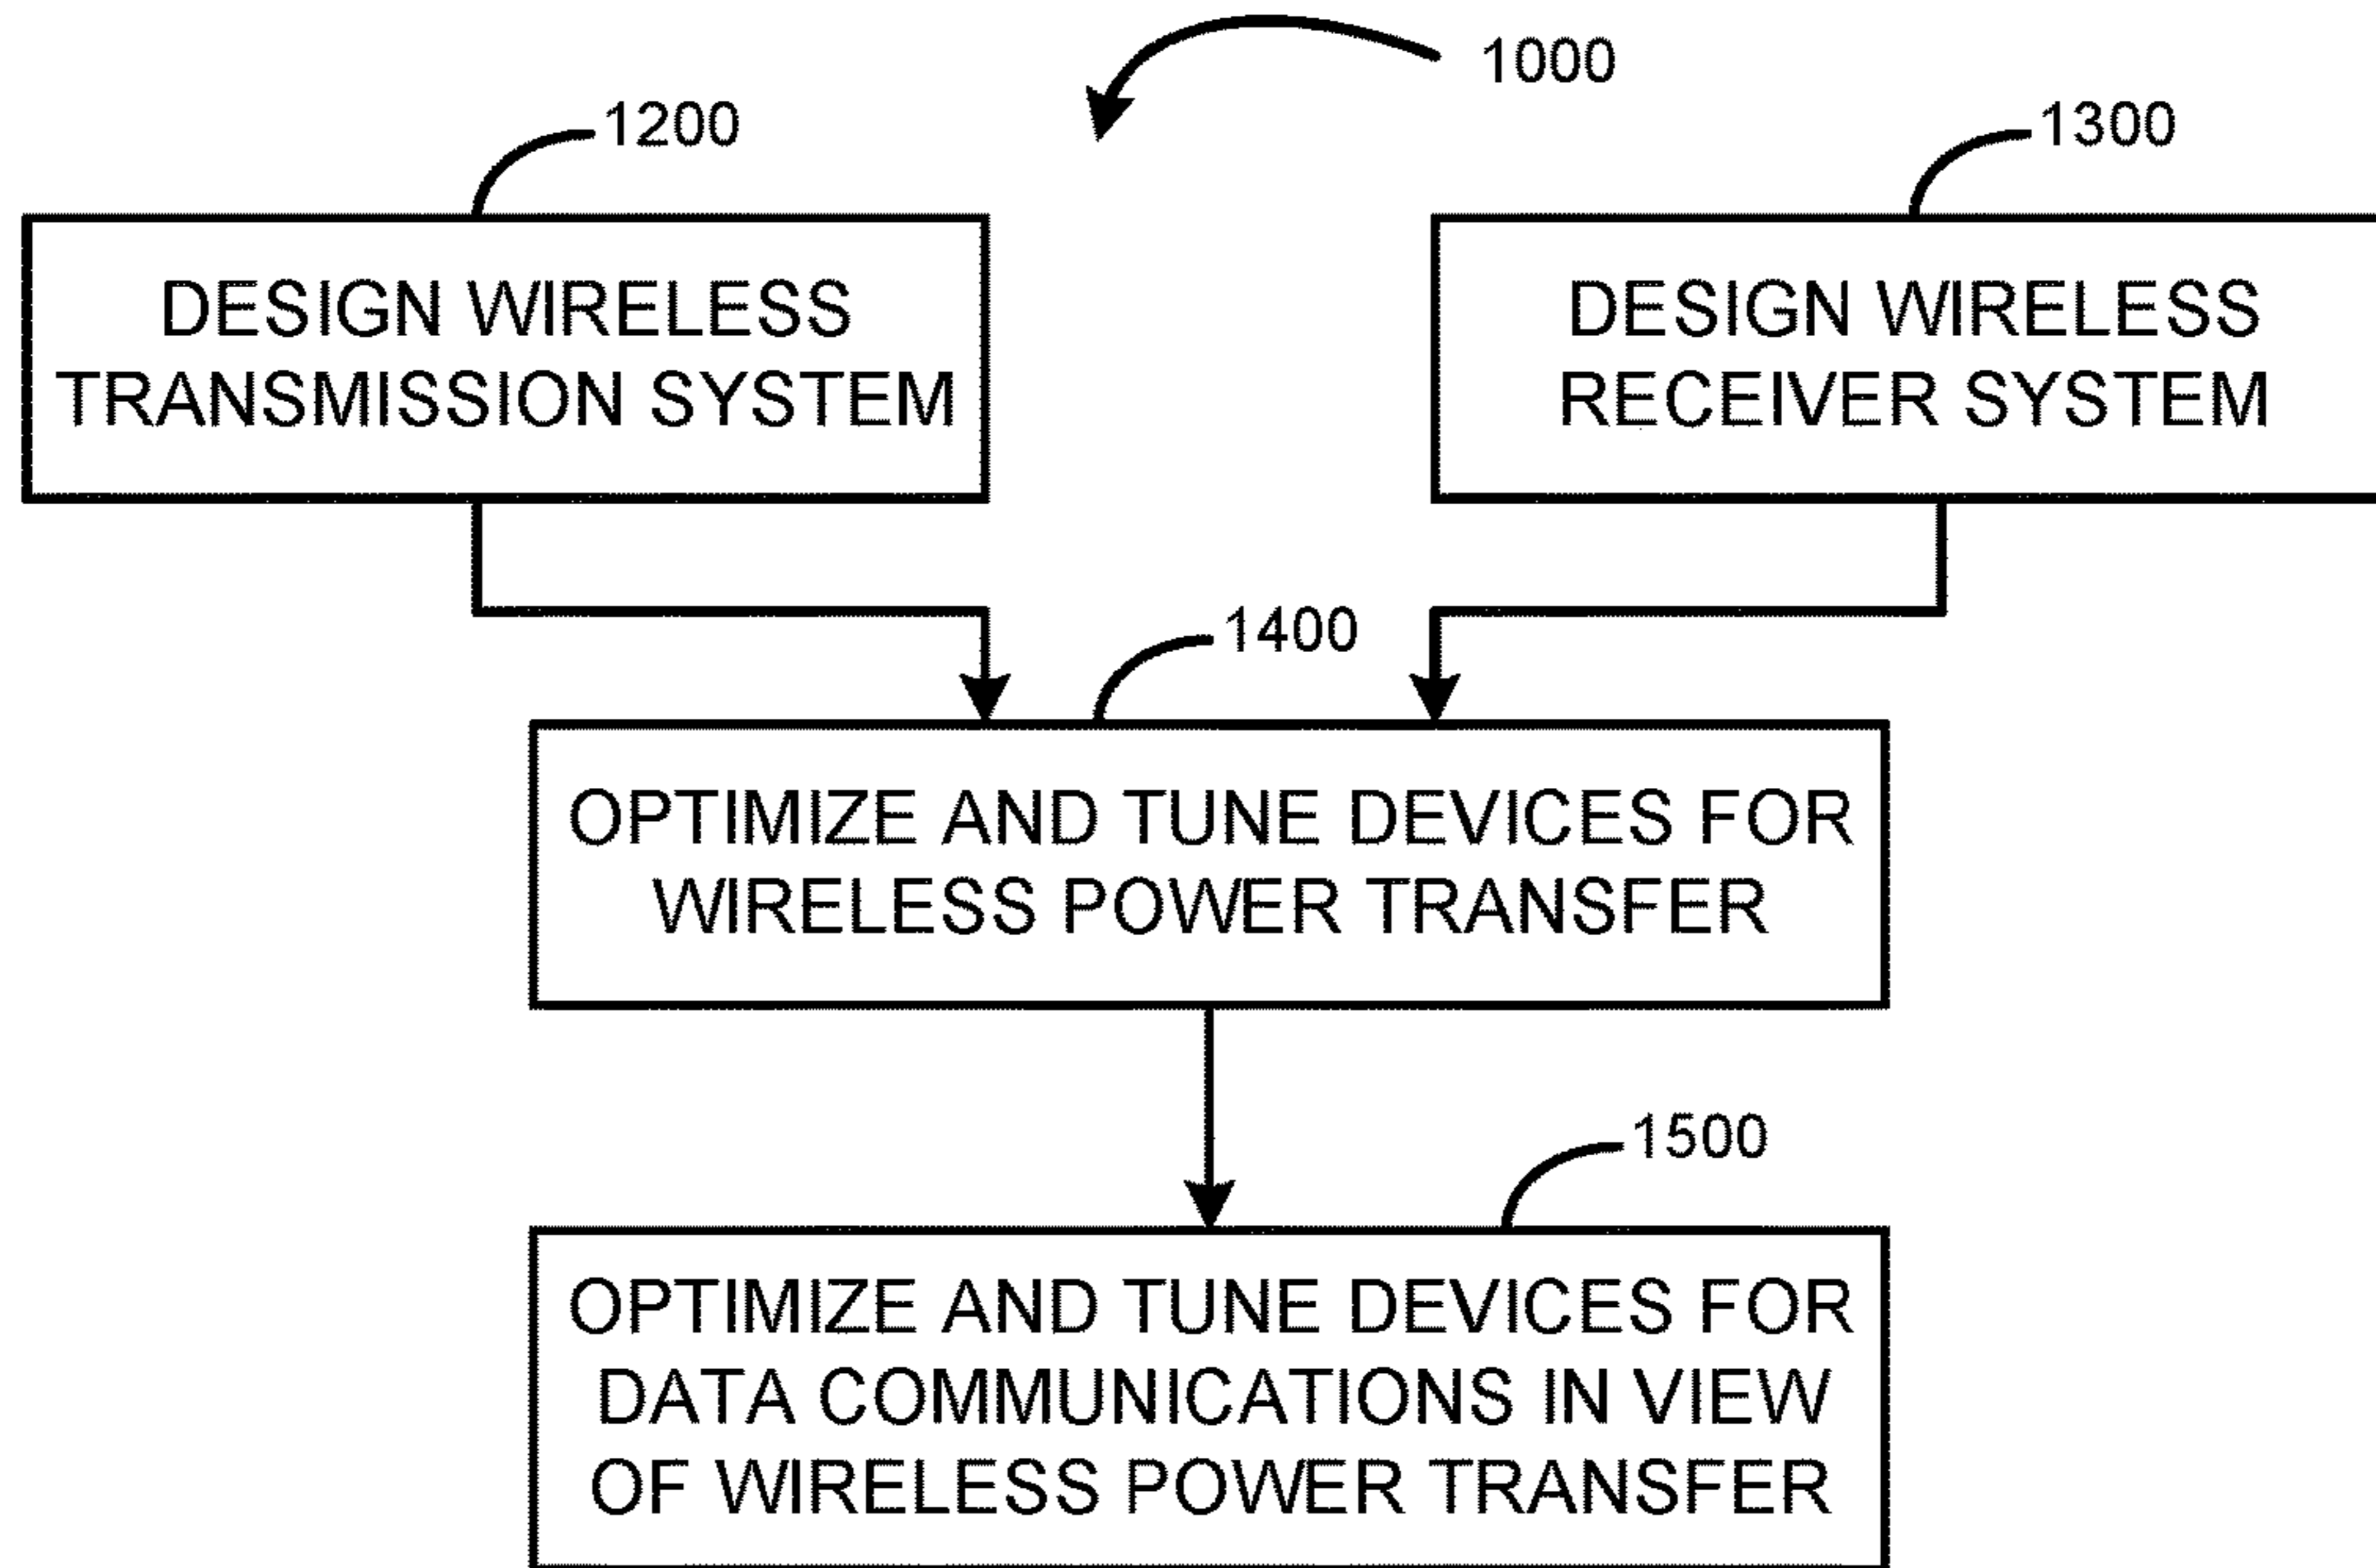 1000
1200
1300
DESIGN WIRELESS
TRANSMISSION SYSTEM
DESIGN WIRELESS
RECEIVER SYSTEM
1400
OPTIMIZE AND TUNE DEVICES FOR
WIRELESS POWER TRANSFER
1500
OPTIMIZE AND TUNE DEVICES FOR
DATA COMMUNICATIONS IN VIEW
OF WIRELESS POWER TRANSFER